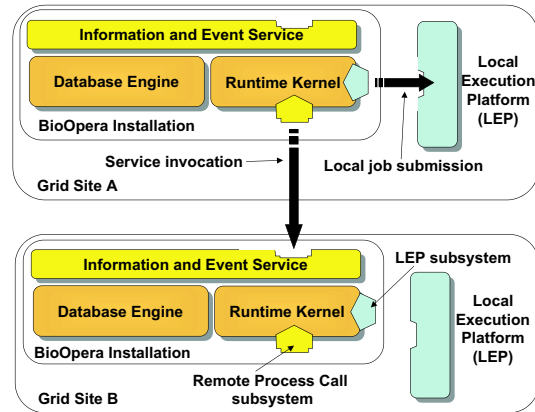 Information and Event Service
Database Engine
Runtime Kernel
BioOpera Installation
Local
Execution
Platform
(LEP)
Service invocation
Local job submission
Grid Site A
Information and Event Service
LEP subsystem
Database Engine
Runtime Kernel
BioOpera Installation
Local
Execution
Platform
(LEP)
Remote Process Call
subsystem
Grid Site B